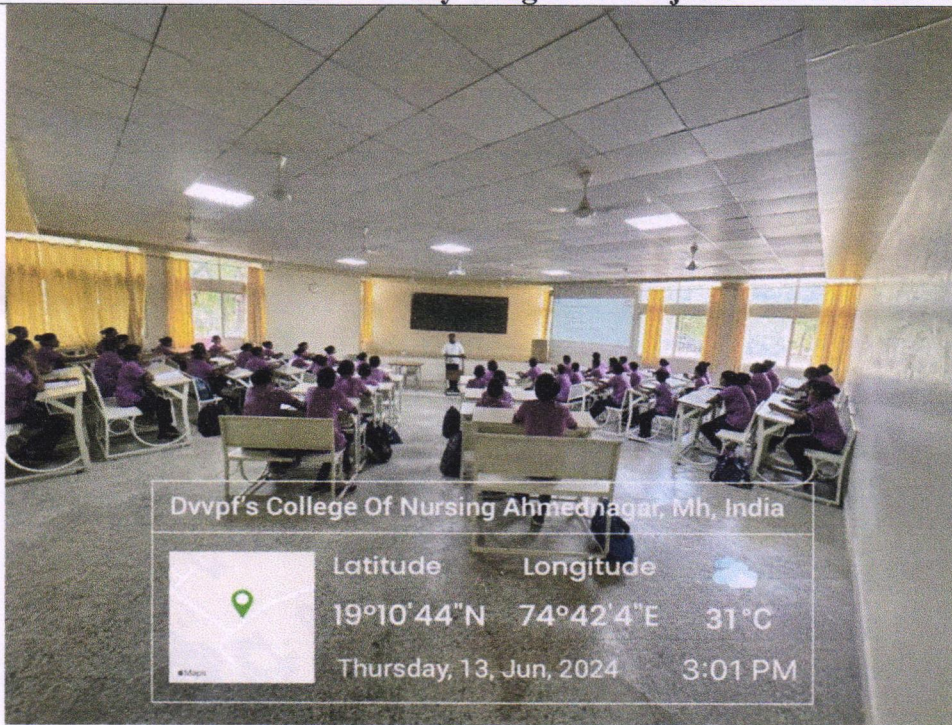 Dvvpf's College Of Nursing Ahmednagar, Mh, India
Latitude Longitude
19°10'44"N 74°42'4"E 31°C
Thursday, 13, Jun, 2024 3:01 PM
Maps